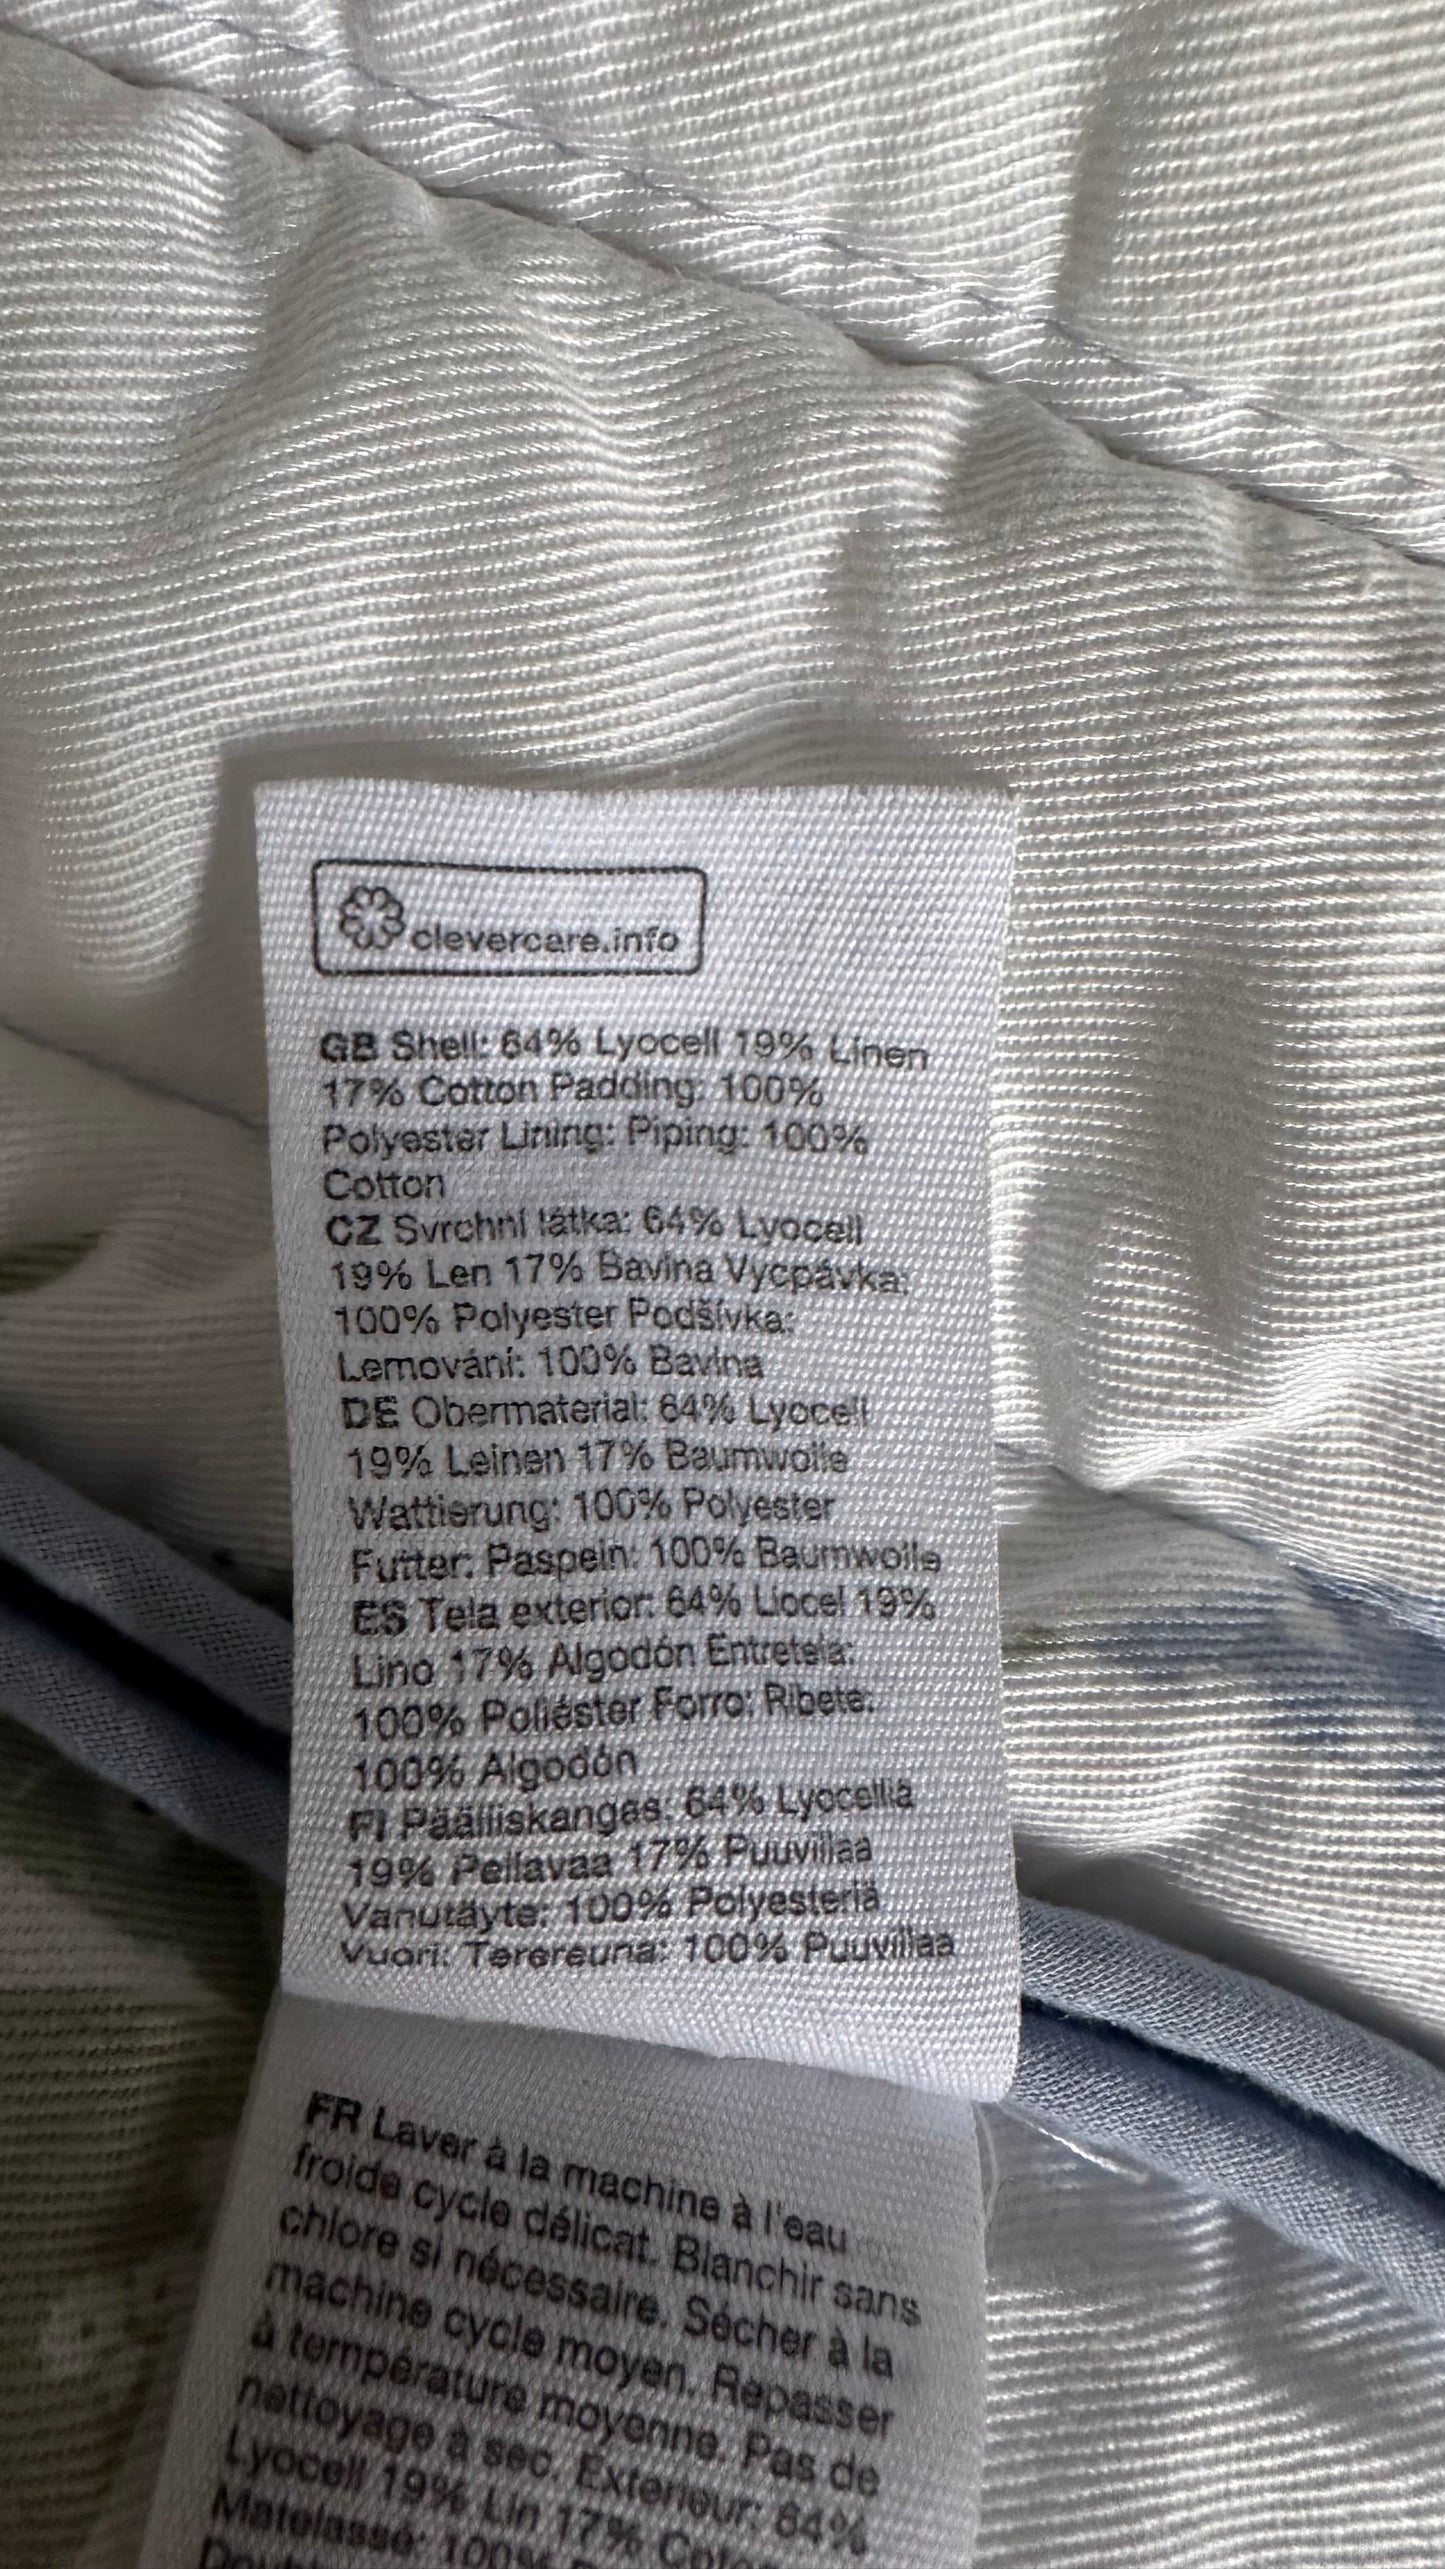 clevercare.info
GB Shell: 64% Lyocell 19% Linen
17% Cotton Padding: 100%
Polyester Lining: Piping: 100%
Cotton
CZ Svrchní látka: 64% Lyocell
19% Len 17% Bavlna Vycpávka:
100% Polyester Podšívka:
Lemování: 100% Bavlna
DE Obermaterial: 64% Lyocell
19% Leinen 17% Baumwolle
Wattierung: 100% Polyester
Futter: Paspeln: 100% Baumwolle
ES Tela exterior: 64% Liocel 19%
Lino 17% Algodón Entretela:
100% Poliéster Forro: Ribete:
100% Algodón
FI Päälliskangas: 64% Lyocellia
19% Pellavaa 17% Puuvillaa
Vanutäyte: 100% Polyesteriä
Vuori: Terereuna: 100% Puuvillaa
FR Laver à la machine à l'eau
froide cycle délicat. Blanchir sans
chlore si nécessaire. Sécher à la
machine cycle moyen. Repasser
à température moyenne. Pas de
nettoyage à sec. Extérieur: 64%
Lyocell 19% Lin 17%
Matelassé: 100%